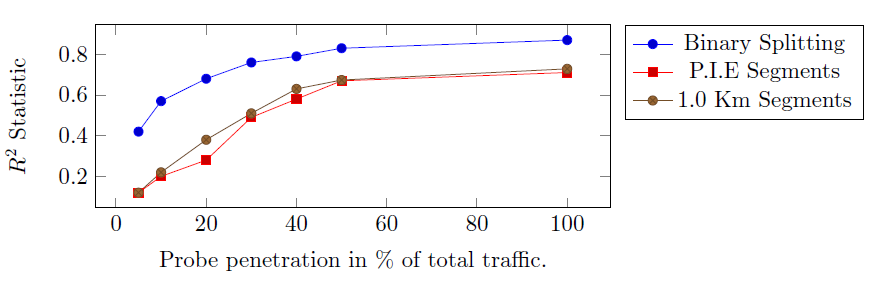 R² Statistic
0.8
0.6
0.4
0.2
0 20 40 60 80 100
Probe penetration in % of total traffic.
Binary Splitting
P.I.E Segments
1.0 Km Segments